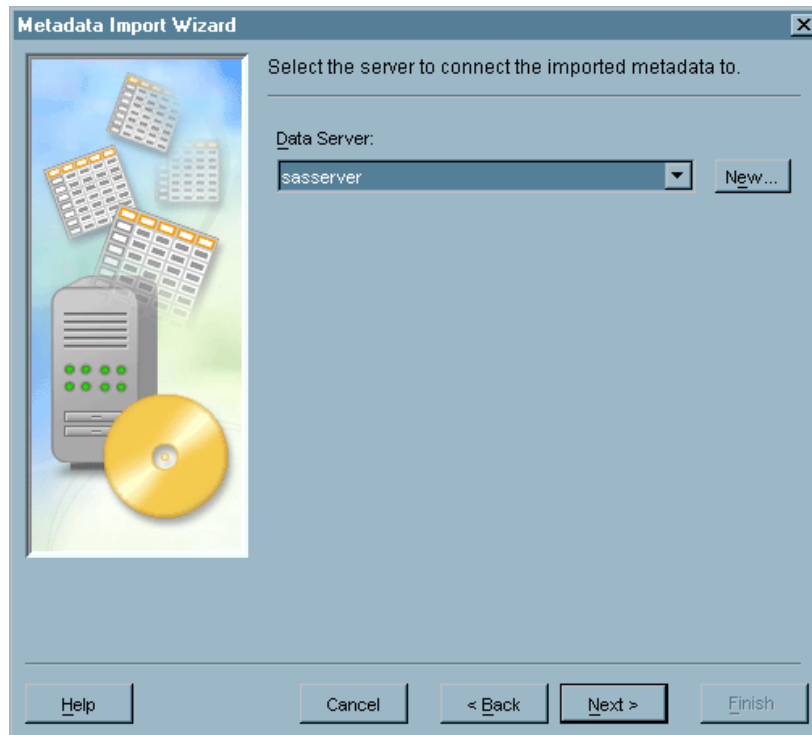 Metadata Import Wizard
Select the server to connect the imported metadata to.
Data Server:
sasserver
New...
Help
Cancel
< Back
Next >
Finish